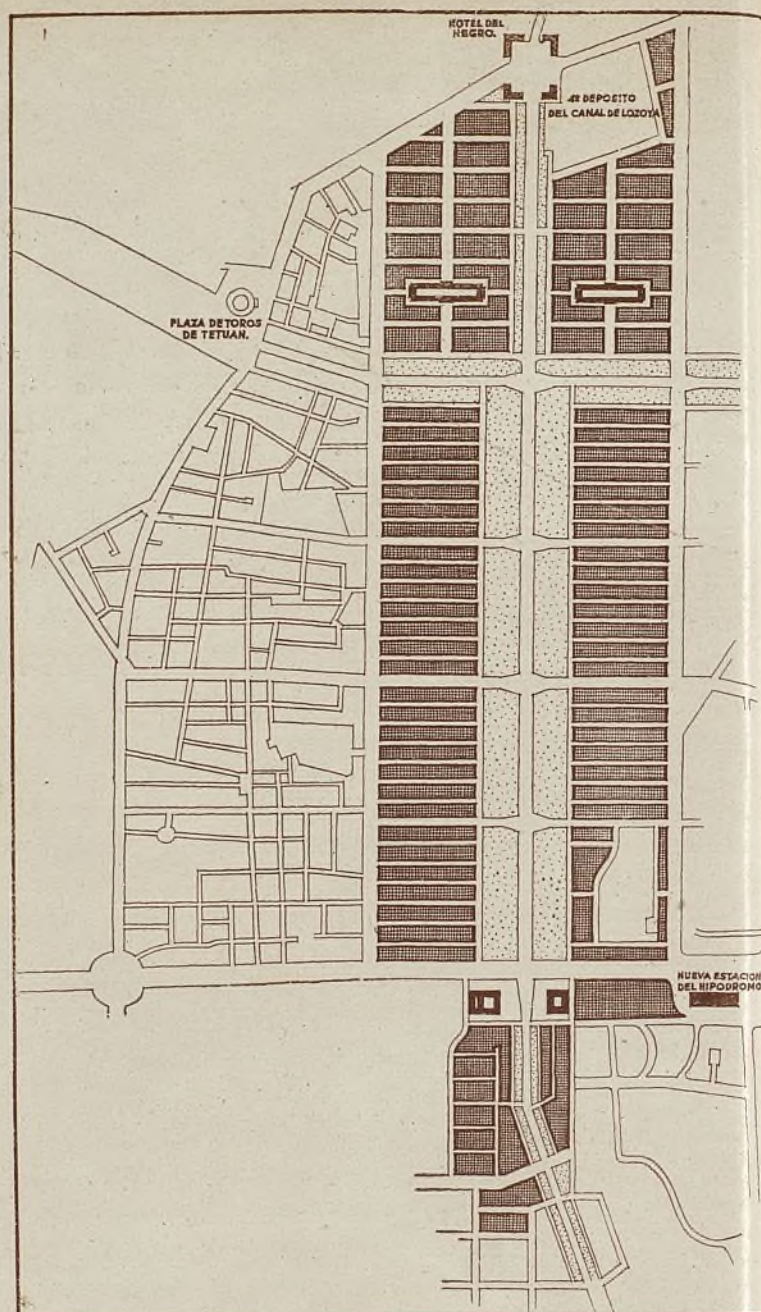 HOTEL DEL
NEGRO.
4º DEPOSITO
DEL CANAL DE LOZOYA
PLAZA DE TOROS
DE TETUAN.
NUEVA ESTACION
DEL HIPODROMO